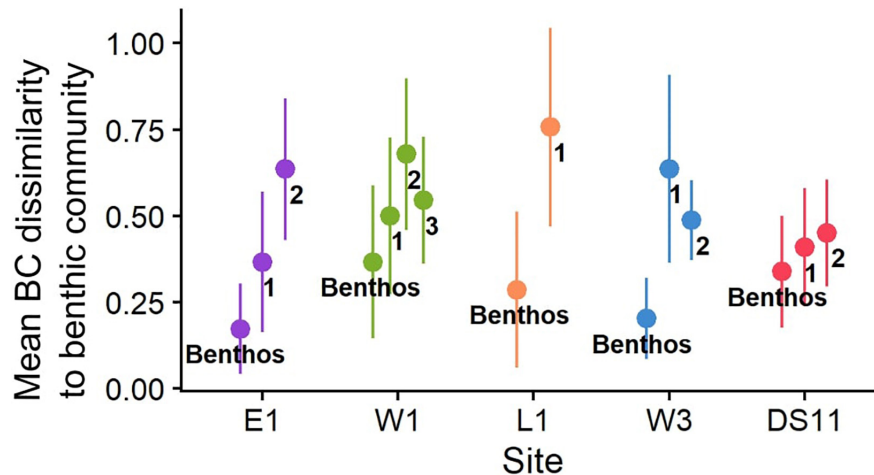 Mean BC dissimilarity
to benthic community
1.00
0.75
0.50
0.25
0.00
Benthos
1
2
Benthos
1
2
3
Benthos
1
Benthos
1
2
Benthos
1
2
E1 W1 L1 W3 DS11
Site